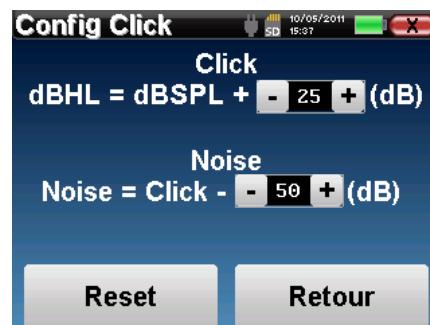 Config Click
SD
10/05/2011
15:37
X
Click
dBHL = dBSPL + - 25 + (dB)
Noise
Noise = Click - - 50 + (dB)
Reset
Retour